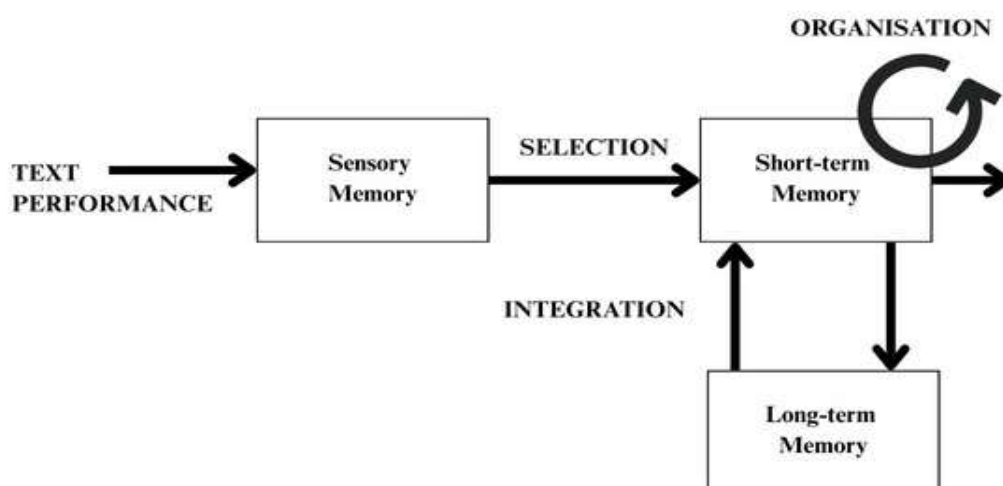 ORGANISATION
TEXT
PERFORMANCE
Sensory
Memory
SELECTION
Short-term
Memory
INTEGRATION
Long-term
Memory